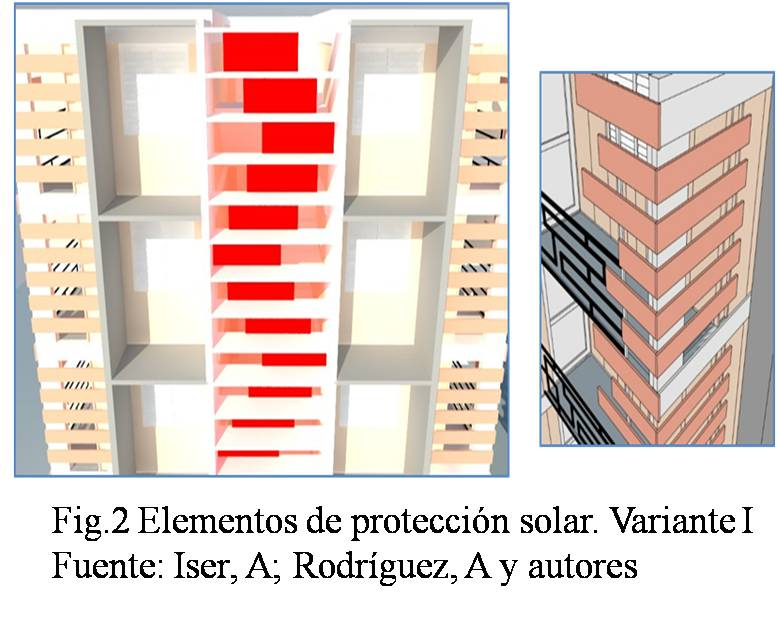 Fig.2 Elementos de protección solar. Variante I
Fuente: Iser, A; Rodríguez, A y autores